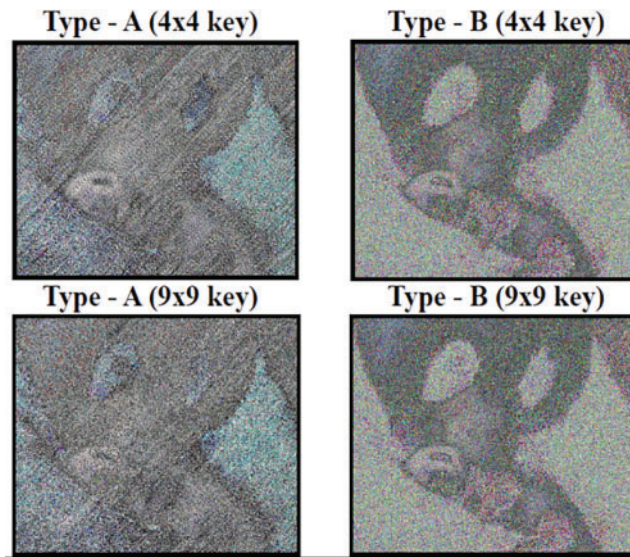 Type - A (4x4 key)
Type - B (4x4 key)
Type - A (9x9 key)
Type - B (9x9 key)